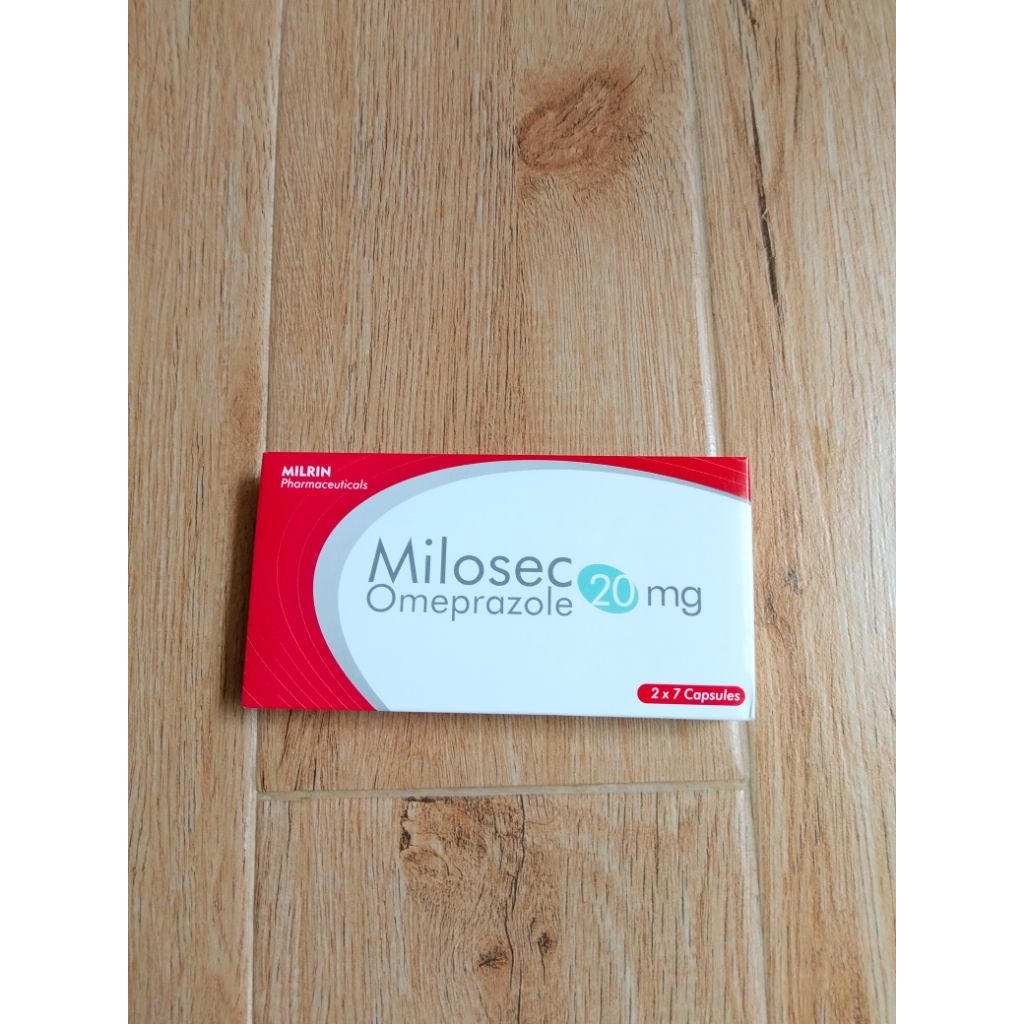 MILRIN
Pharmaceuticals
Milosec
Omeprazole 20 mg
2 x 7 Capsules